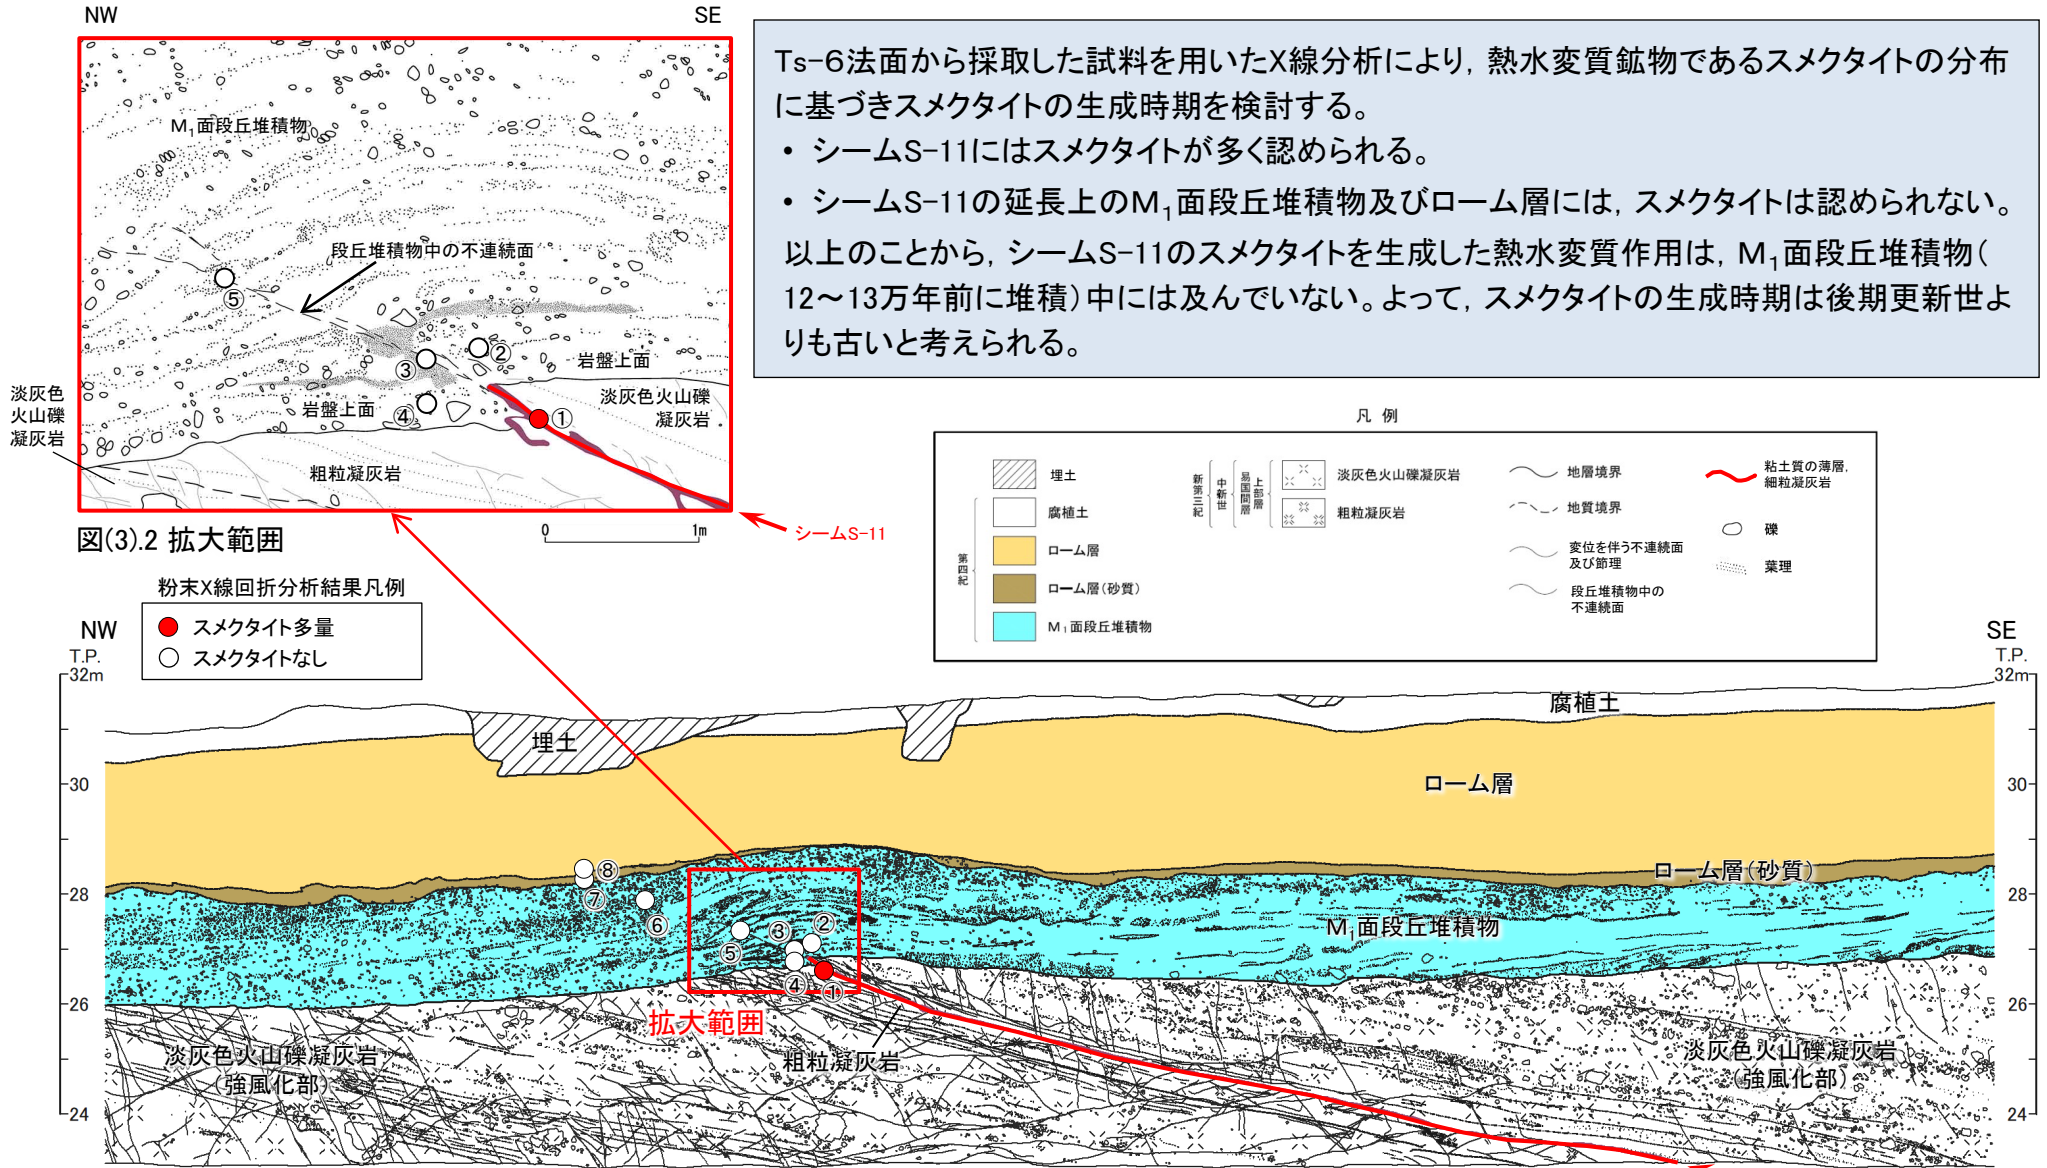 NW
SE
M₁面段丘堆積物
段丘堆積物中の不連続面
⑤
②
③
岩盤上面
淡灰色
火山礫
凝灰岩
岩盤上面
④
①
淡灰色火山礫
凝灰岩
粗粒凝灰岩
図(3).2 拡大範囲
0
1m
シームS-11
Ts-6法面から採取した試料を用いたX線分析により, 熱水変質鉱物であるスメクタイトの分布
に基づきスメクタイトの生成時期を検討する。
• シームS-11にはスメクタイトが多く認められる。
• シームS-11の延長上のM₁面段丘堆積物及びローム層には, スメクタイトは認められない。
以上のことから, シームS-11のスメクタイトを生成した熱水変質作用は, M₁面段丘堆積物(
12～13万年前に堆積)中には及んでいない。よって, スメクタイトの生成時期は後期更新世よ
りも古いと考えられる。
凡 例
第四紀
埋土
腐植土
ローム層
ローム層(砂質)
M₁面段丘堆積物
新第三紀
中新世
易国間層
上部層
淡灰色火山礫凝灰岩
粗粒凝灰岩
地層境界
地質境界
変位を伴う不連続面
及び節理
段丘堆積物中の
不連続面
粘土質の薄層,
細粒凝灰岩
礫
葉理
粉末X線回折分析結果凡例
スメクタイト多量
スメクタイトなし
NW
T.P.
32m
30
28
26
24
SE
T.P.
32m
30
28
26
24
腐植土
埋土
ローム層
ローム層(砂質)
M₁面段丘堆積物
⑧
⑦
⑥
⑤
③
②
④
①
拡大範囲
粗粒凝灰岩
淡灰色火山礫凝灰岩
(強風化部)
淡灰色火山礫凝灰岩
(強風化部)